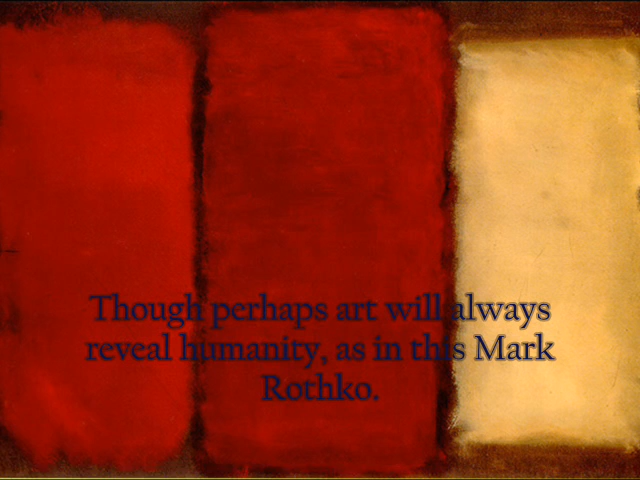 Though perhaps art will always
reveal humanity, as in this Mark
Rothko.